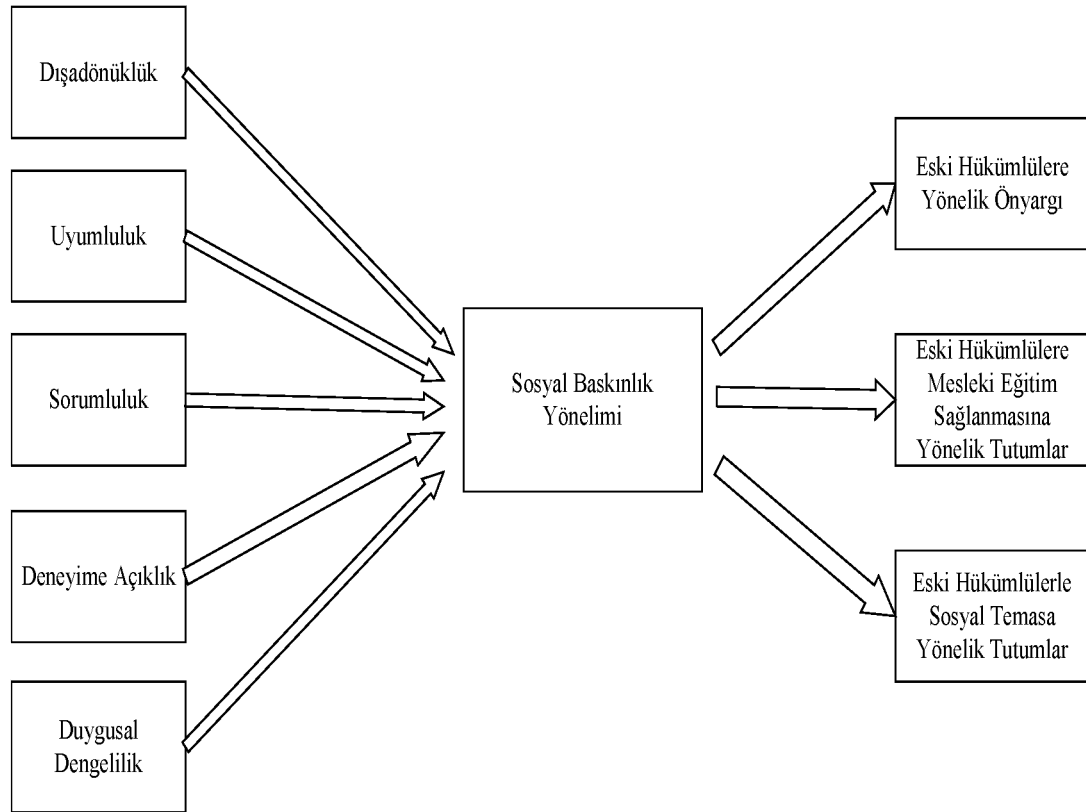 Dışadönüklük
Uyumluluk
Sorumluluk
Deneyime Açıklık
Duygusal
Dengelilik
Sosyal Baskınlık
Yönelimi
Eski Hükümlülere
Yönelik Önyargı
Eski Hükümlülere
Mesleki Eğitim
Sağlanmasına
Yönelik Tutumlar
Eski Hükümlülerle
Sosyal Temasa
Yönelik Tutumlar